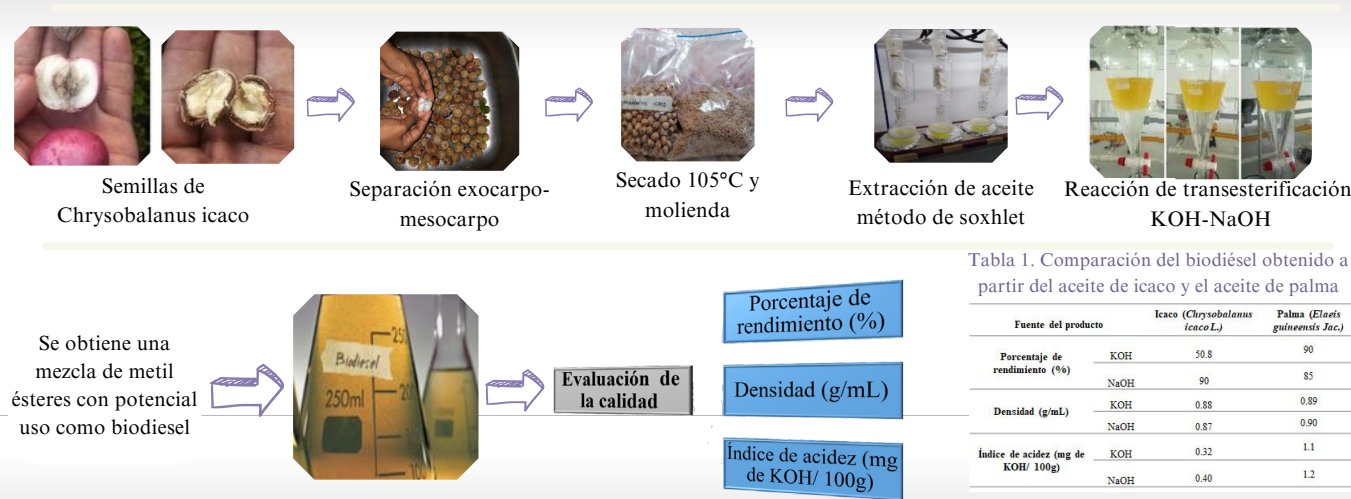 Semillas de
Chrysobalanus icaco
Separación exocarpo-
mesocarpo
Secado 105°C y
molienda
Extracción de aceite
método de soxhlet
Reacción de transesterificación
KOH-NaOH
Se obtiene una
mezcla de metil
ésteres con potencial
uso como biodiesel
Biodiesel
250ml
Evaluación de
la calidad
Porcentaje de
rendimiento (%)
Densidad (g/mL)
Índice de acidez (mg
de KOH/ 100g)
Tabla 1. Comparación del biodiésel obtenido a
partir del aceite de icaco y el aceite de palma
Fuente del producto
Icaco (Chrysobalanus
icaco L.)
Palma (Elaeis
guineensis Jac.)
Porcentaje de
rendimiento (%)
KOH 50.8 90
NaOH 90 85
Densidad (g/mL)
KOH 0.88 0.89
NaOH 0.87 0.90
Índice de acidez (mg de
KOH/ 100g)
KOH 0.32 1.1
NaOH 0.40 1.2